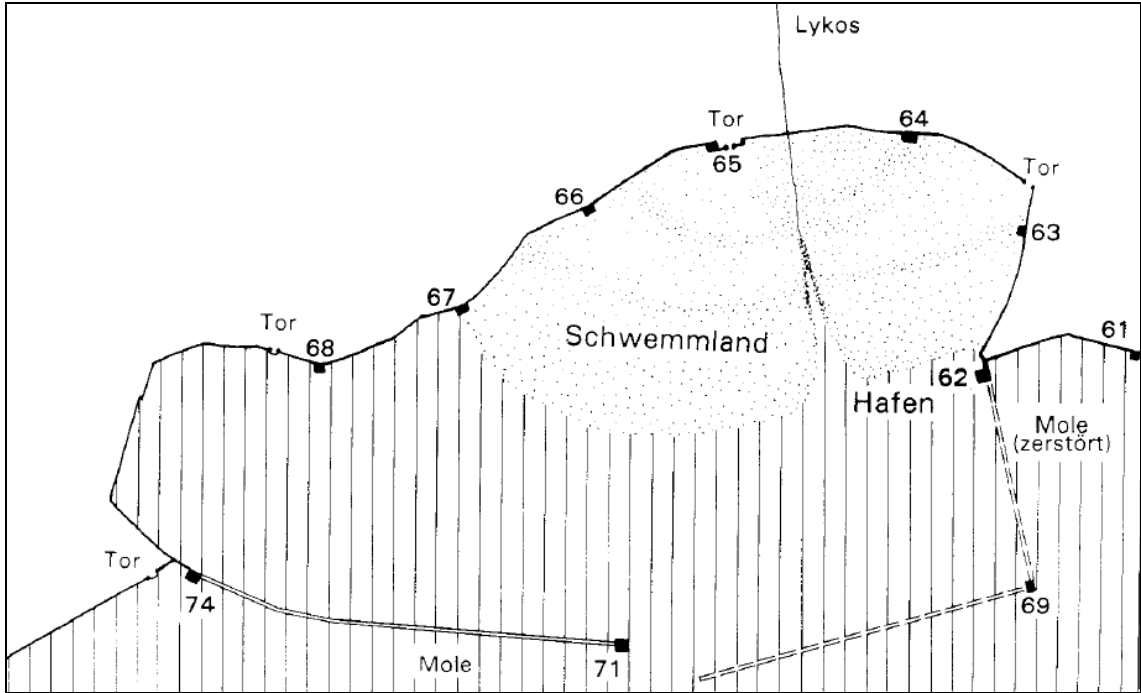 Lykos
Tor
64
65
Tor
66
63
67
Tor
61
Schwemmland
68
62
Hafen
Mole
(zerstört)
Tor
74
69
Mole
71